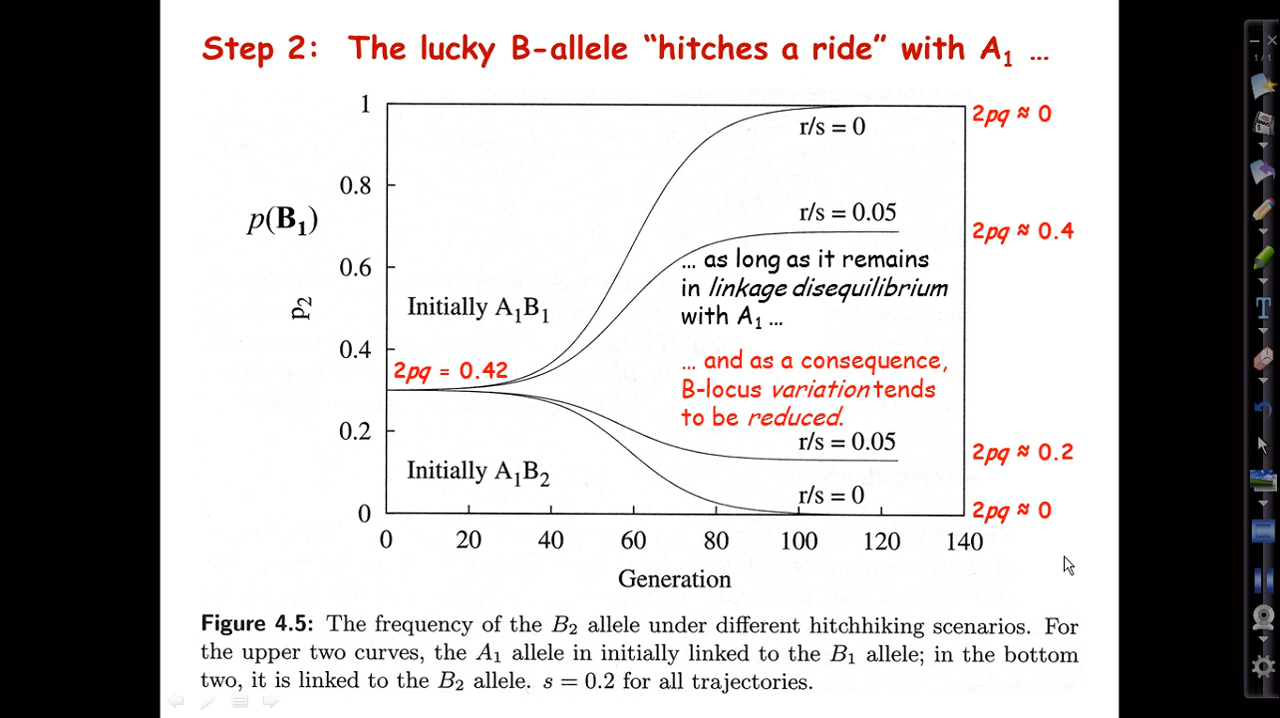 Step 2: The lucky B-allele “hitches a ride” with A₁ …
1
2pq ≈ 0
r/s = 0
0.8
r/s = 0.05
p(B₁)
2pq ≈ 0.4
… as long as it remains
0.6
in linkage disequilibrium
p₂
Initially A₁B₁
with A₁ …
0.4
2pq = 0.42
… and as a consequence,
B-locus variation tends
to be reduced.
0.2
r/s = 0.05
2pq ≈ 0.2
Initially A₁B₂
r/s = 0
0
2pq ≈ 0
0 20 40 60 80 100 120 140
Generation
Figure 4.5: The frequency of the B₂ allele under different hitchhiking scenarios. For
the upper two curves, the A₁ allele in initially linked to the B₁ allele; in the bottom
two, it is linked to the B₂ allele. s = 0.2 for all trajectories.
1/1